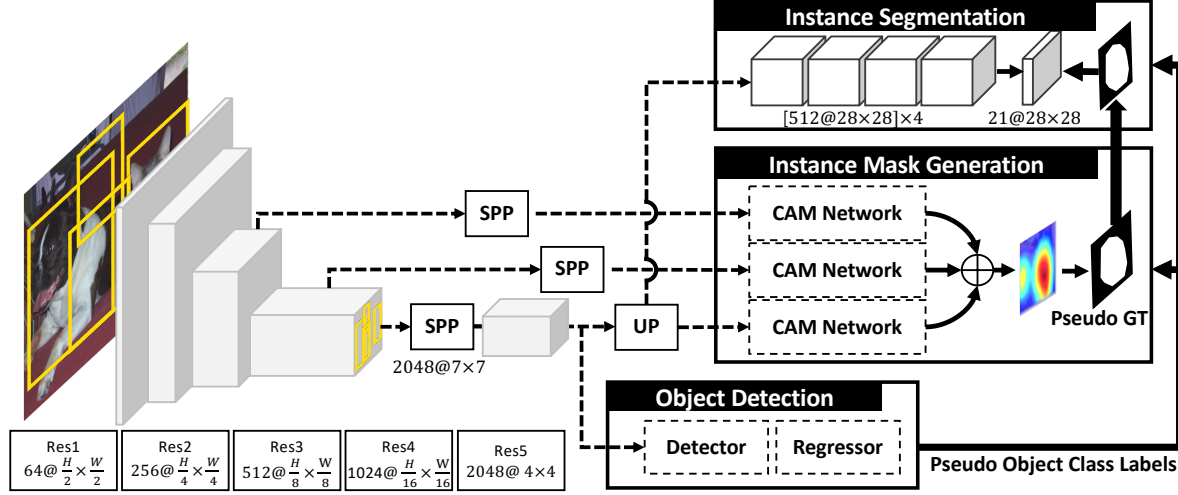 Instance Segmentation
[512@28×28]×4
21@28×28
Instance Mask Generation
SPP
CAM Network
SPP
CAM Network
SPP
UP
CAM Network
Pseudo GT
2048@7×7
Object Detection
Detector
Regressor
Pseudo Object Class Labels
Res1
64@ H/2 × W/2
Res2
256@ H/4 × W/4
Res3
512@ H/8 × W/8
Res4
1024@ H/16 × W/16
Res5
2048@ 4×4